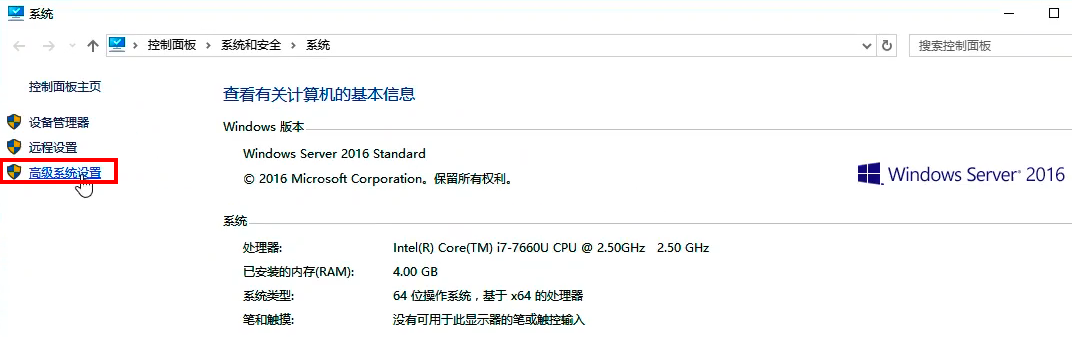 系统
控制面板 > 系统和安全 > 系统
搜索控制面板
控制面板主页
设备管理器
远程设置
高级系统设置
查看有关计算机的基本信息
Windows 版本
Windows Server 2016 Standard
© 2016 Microsoft Corporation。保留所有权利。
Windows Server® 2016
系统
处理器: Intel(R) Core(TM) i7-7660U CPU @ 2.50GHz 2.50 GHz
已安装的内存(RAM): 4.00 GB
系统类型: 64 位操作系统，基于 x64 的处理器
笔和触摸: 没有可用于此显示器的笔或触控输入